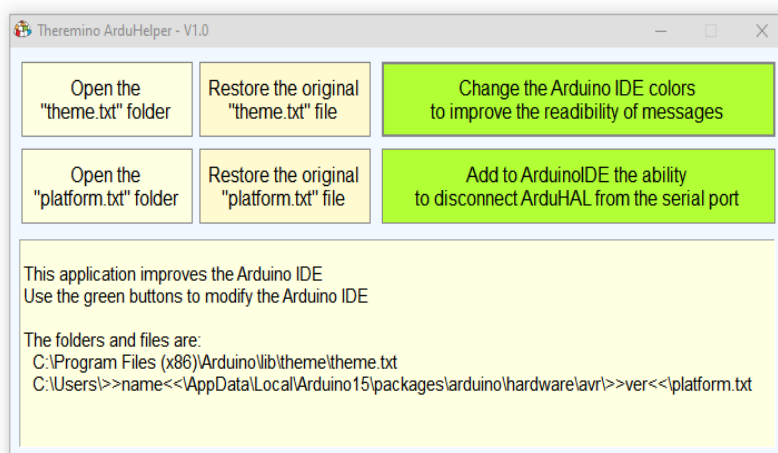 Theremino ArduHelper - V1.0
Open the
"theme.txt" folder
Restore the original
"theme.txt" file
Change the Arduino IDE colors
to improve the readibility of messages
Open the
"platform.txt" folder
Restore the original
"platform.txt" file
Add to ArduinoIDE the ability
to disconnect ArduHAL from the serial port
This application improves the Arduino IDE
Use the green buttons to modify the Arduino IDE
The folders and files are:
C:\Program Files (x86)\Arduino\lib\theme\theme.txt
C:\Users\>>name<<\AppData\Local\Arduino15\packages\arduino\hardware\avr\>>ver<<\platform.txt